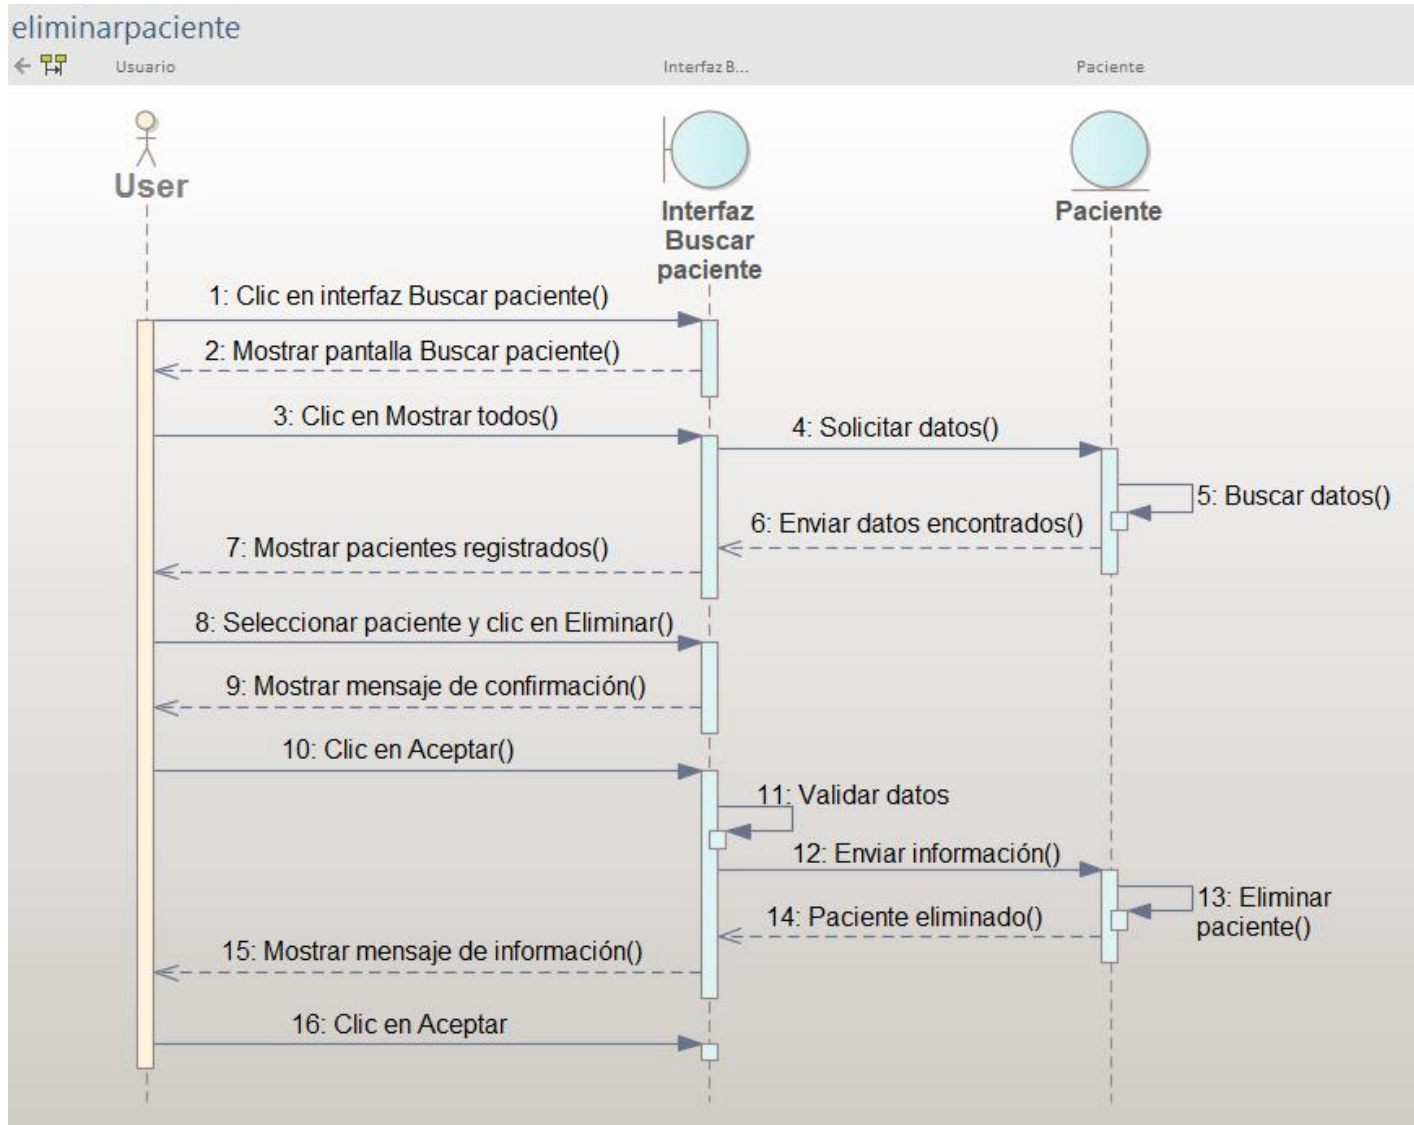 eliminarpaciente
Usuario
Interfaz B...
Paciente
User
Interfaz
Buscar
paciente
Paciente
1: Clic en interfaz Buscar paciente()
2: Mostrar pantalla Buscar paciente()
3: Clic en Mostrar todos()
4: Solicitar datos()
5: Buscar datos()
6: Enviar datos encontrados()
7: Mostrar pacientes registrados()
8: Seleccionar paciente y clic en Eliminar()
9: Mostrar mensaje de confirmación()
10: Clic en Aceptar()
11: Validar datos
12: Enviar información()
13: Eliminar
paciente()
14: Paciente eliminado()
15: Mostrar mensaje de información()
16: Clic en Aceptar